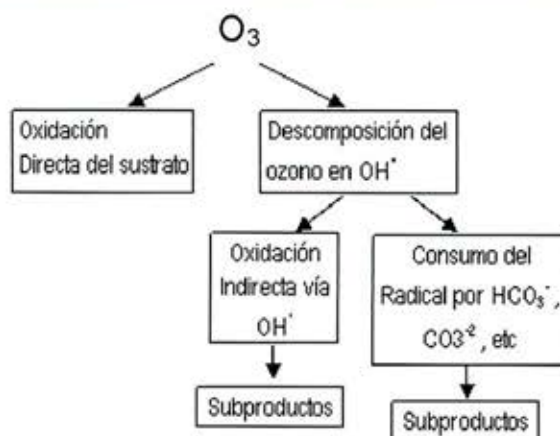 O₃
Oxidación
Directa del sustrato
Descomposición del
ozono en OH•
Oxidación
Indirecta vía
OH•
Consumo del
Radical por HCO₃⁻,
CO3⁻², etc
Subproductos
Subproductos